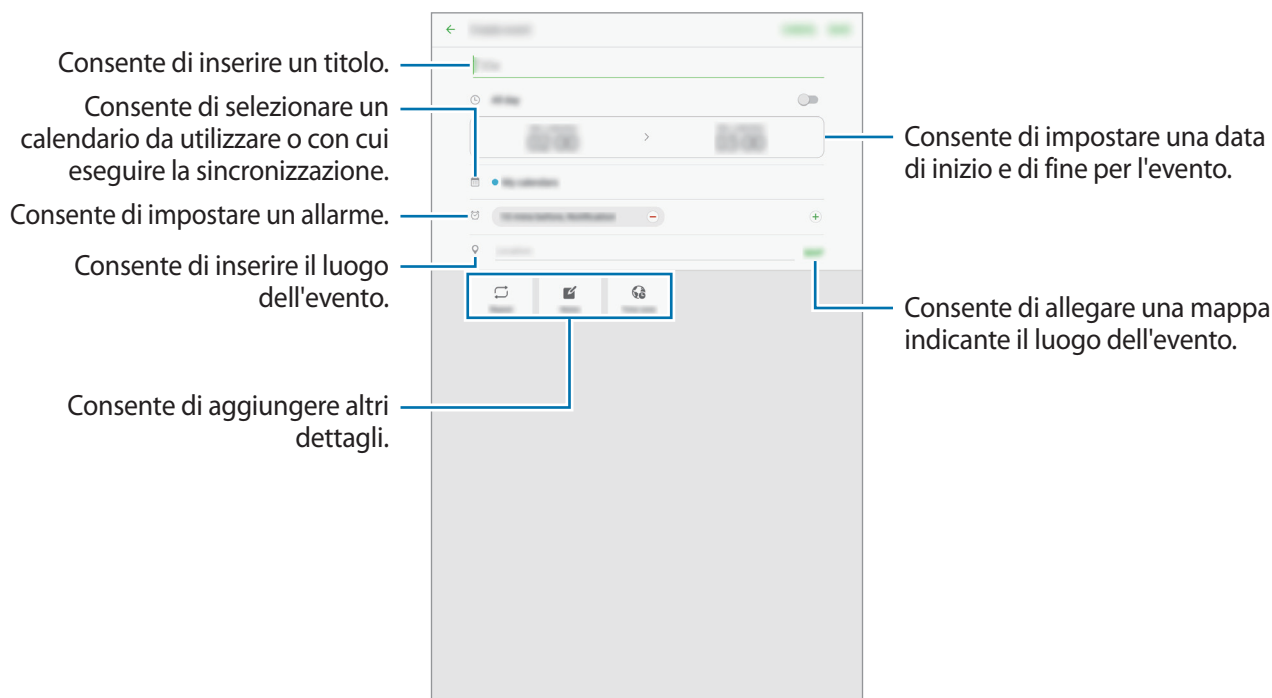 Consente di inserire un titolo.
Consente di selezionare un
calendario da utilizzare o con cui
eseguire la sincronizzazione.
Consente di impostare un allarme.
Consente di inserire il luogo
dell'evento.
Consente di aggiungere altri
dettagli.
Consente di impostare una data
di inizio e di fine per l'evento.
Consente di allegare una mappa
indicante il luogo dell'evento.